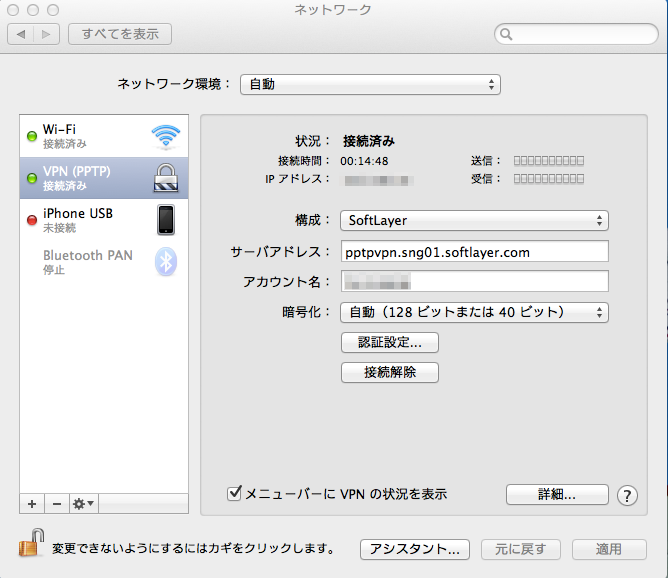 ネットワーク
すべてを表示
ネットワーク環境： 自動
Wi-Fi
接続済み
VPN (PPTP)
接続済み
iPhone USB
未接続
Bluetooth PAN
停止
状況： 接続済み
接続時間： 00:14:48 送信：
IP アドレス： 受信：
構成： SoftLayer
サーバアドレス： pptpvpn.sng01.softlayer.com
アカウント名：
暗号化： 自動（128 ビットまたは 40 ビット）
認証設定...
接続解除
メニューバーに VPN の状況を表示
詳細...
?
変更できないようにするにはカギをクリックします。
アシスタント...
元に戻す
適用